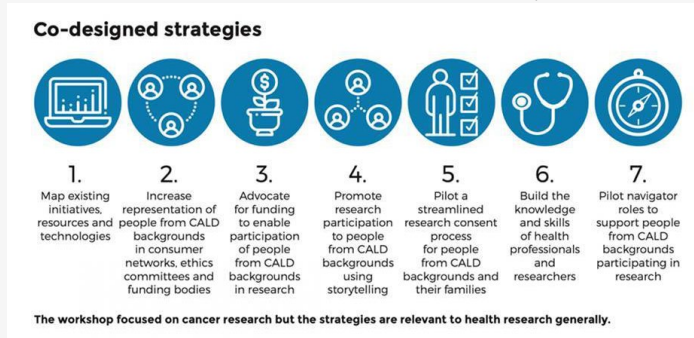 Co-designed strategies
1.
Map existing
initiatives,
resources and
technologies
2.
Increase
representation of
people from CALD
backgrounds
in consumer
networks, ethics
committees and
funding bodies
3.
Advocate
for funding
to enable
participation
of people
from CALD
backgrounds
in research
4.
Promote
research
participation
to people
from CALD
backgrounds
using
storytelling
5.
Pilot a
streamlined
research consent
process
for people
from CALD
backgrounds and
their families
6.
Build the
knowledge
and skills
of health
professionals
and
researchers
7.
Pilot navigator
roles to
support people
from CALD
backgrounds
participating in
research
The workshop focused on cancer research but the strategies are relevant to health research generally.